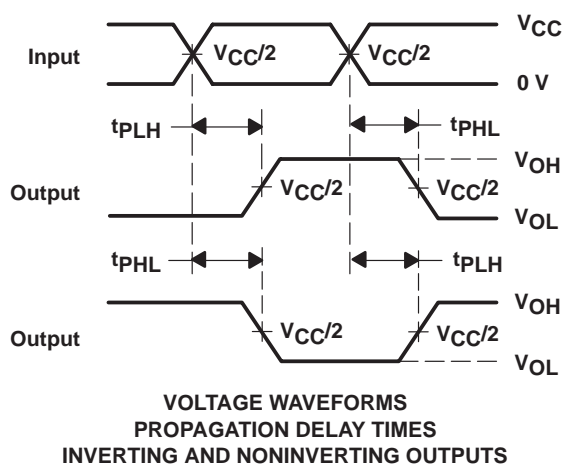 VCC
Input VCC/2 VCC/2
0 V
tPLH tPHL
VOH
Output VCC/2 VCC/2
VOL
tPHL tPLH
VOH
Output VCC/2 VCC/2
VOL
VOLTAGE WAVEFORMS
PROPAGATION DELAY TIMES
INVERTING AND NONINVERTING OUTPUTS